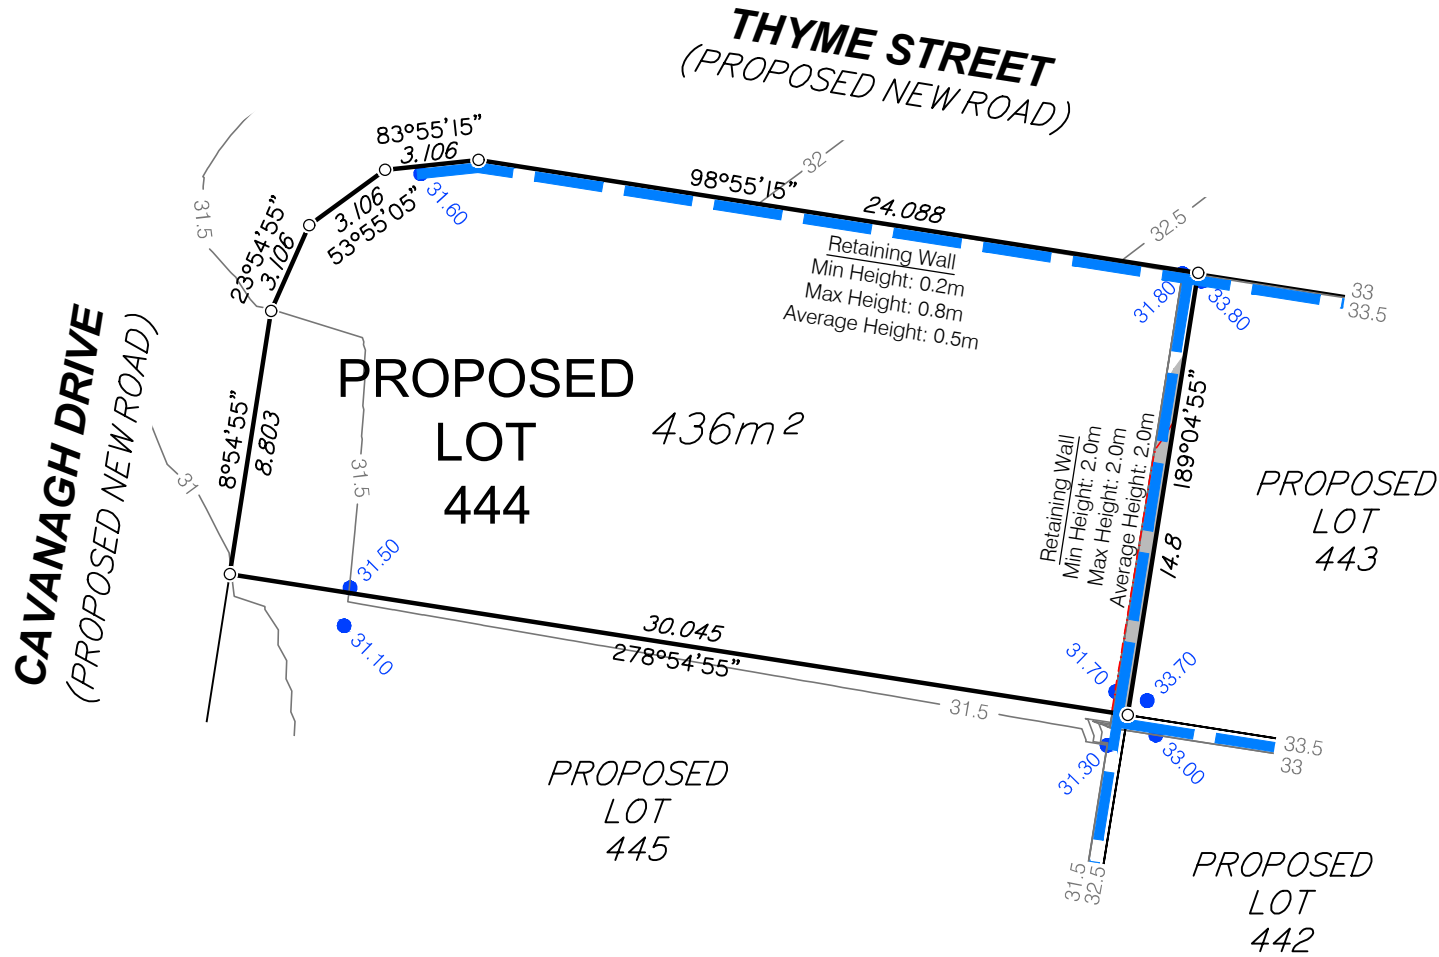 THYME STREET
(PROPOSED NEW ROAD)
83°55'15"
3.106
31.60
98°55'15"
24.088
32
32.5
33
33.5
31.5
23°54'55"
3.106
3.106
53°55'05"
Retaining Wall
Min Height: 0.2m
Max Height: 0.8m
Average Height: 0.5m
31.80
33.80
CAVANAGH DRIVE
(PROPOSED NEW ROAD)
8°54'55"
8.803
31
31.5
PROPOSED
LOT
444
436m²
Retaining Wall
Min Height: 2.0m
Max Height: 2.0m
Average Height: 2.0m
189°04'55"
14.8
PROPOSED
LOT
443
31.50
31.10
30.045
278°54'55"
31.5
31.70
33.70
31.30
33.00
33.5
33
31.5
32.5
PROPOSED
LOT
445
PROPOSED
LOT
442